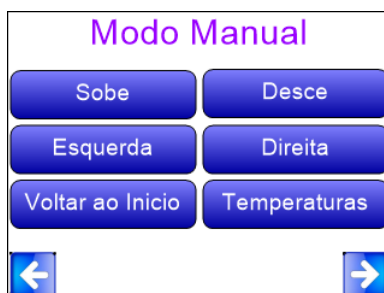 Modo Manual
Sobe
Desce
Esquerda
Direita
Voltar ao Inicio
Temperaturas